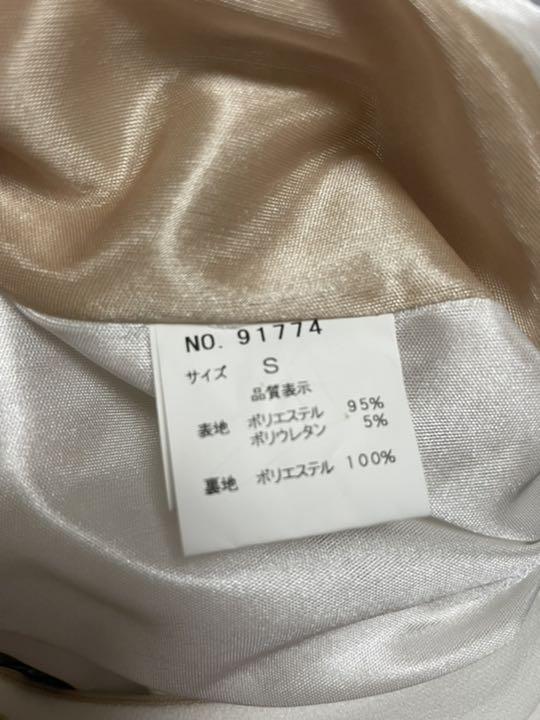 NO. 91774
サイズ S
品質表示
表地 ポリエステル 95%
ポリウレタン 5%
裏地 ポリエステル 100%